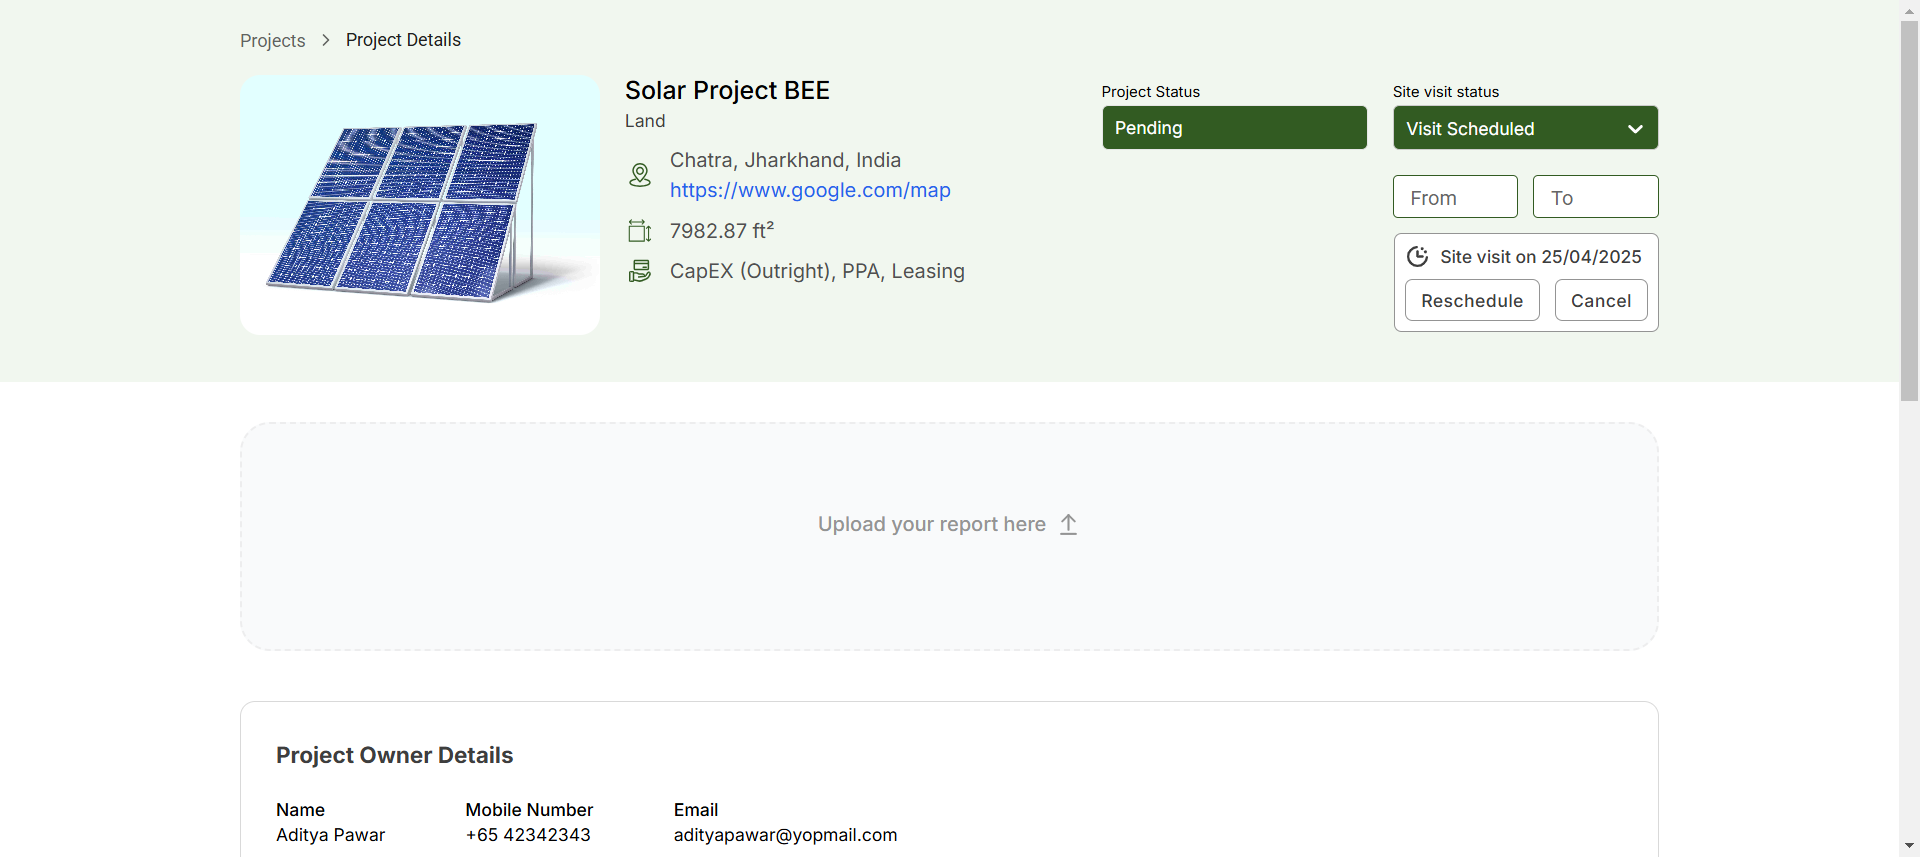 Projects > Project Details
Solar Project BEE
Land
Chatra, Jharkhand, India
https://www.google.com/map
7982.87 ft²
CapEX (Outright), PPA, Leasing
Project Status
Pending
Site visit status
Visit Scheduled
From To
Site visit on 25/04/2025
Reschedule Cancel
Upload your report here
Project Owner Details
Name Mobile Number Email
Aditya Pawar +65 42342343 adityapawar@yopmail.com